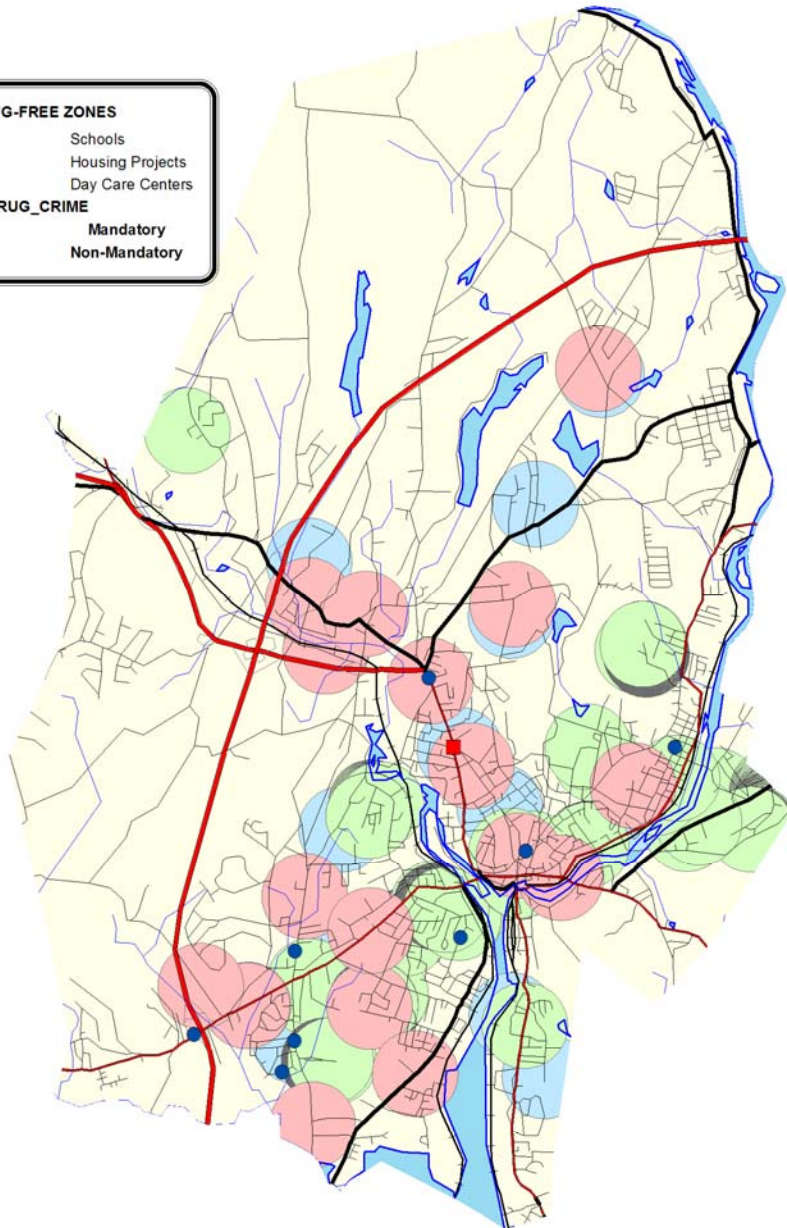 G-FREE ZONES
Schools
Housing Projects
Day Care Centers
RUG_CRIME
Mandatory
Non-Mandatory